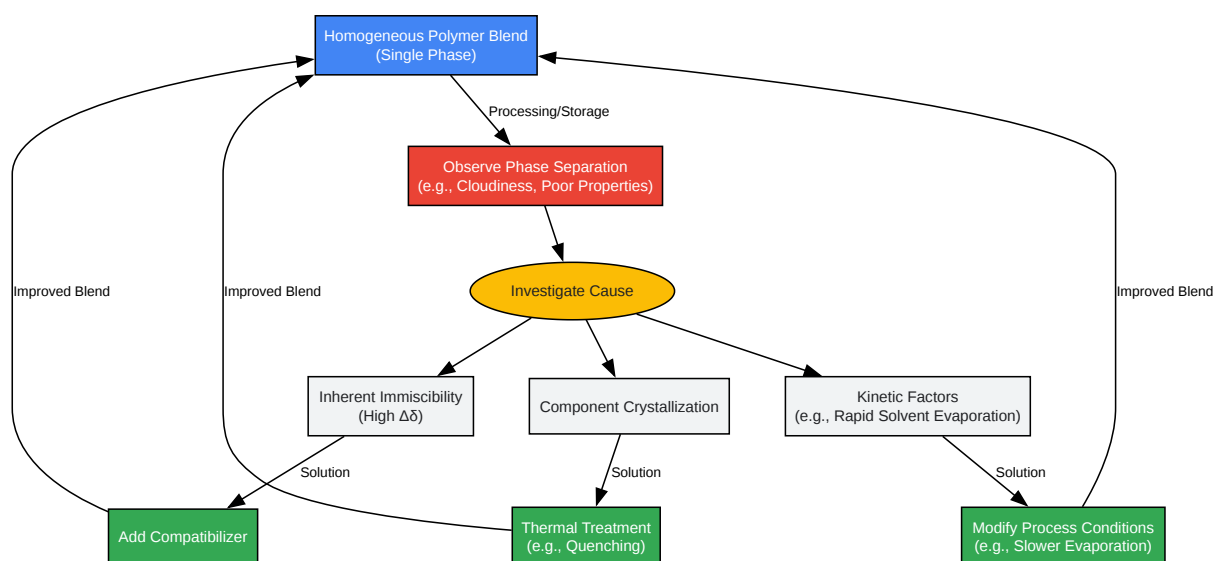 Homogeneous Polymer Blend
(Single Phase)
Processing/Storage
Observe Phase Separation
(e.g., Cloudiness, Poor Properties)
Improved Blend
Improved Blend
Investigate Cause
Improved Blend
Inherent Immiscibility
(High Δδ)
Component Crystallization
Kinetic Factors
(e.g., Rapid Solvent Evaporation)
Solution
Solution
Solution
Add Compatibilizer
Thermal Treatment
(e.g., Quenching)
Modify Process Conditions
(e.g., Slower Evaporation)